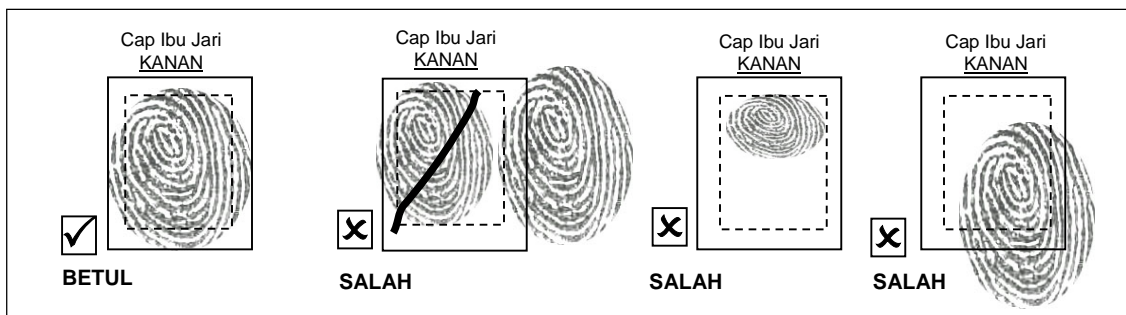 Cap Ibu Jari
KANAN
BETUL
Cap Ibu Jari
KANAN
SALAH
Cap Ibu Jari
KANAN
SALAH
Cap Ibu Jari
KANAN
SALAH